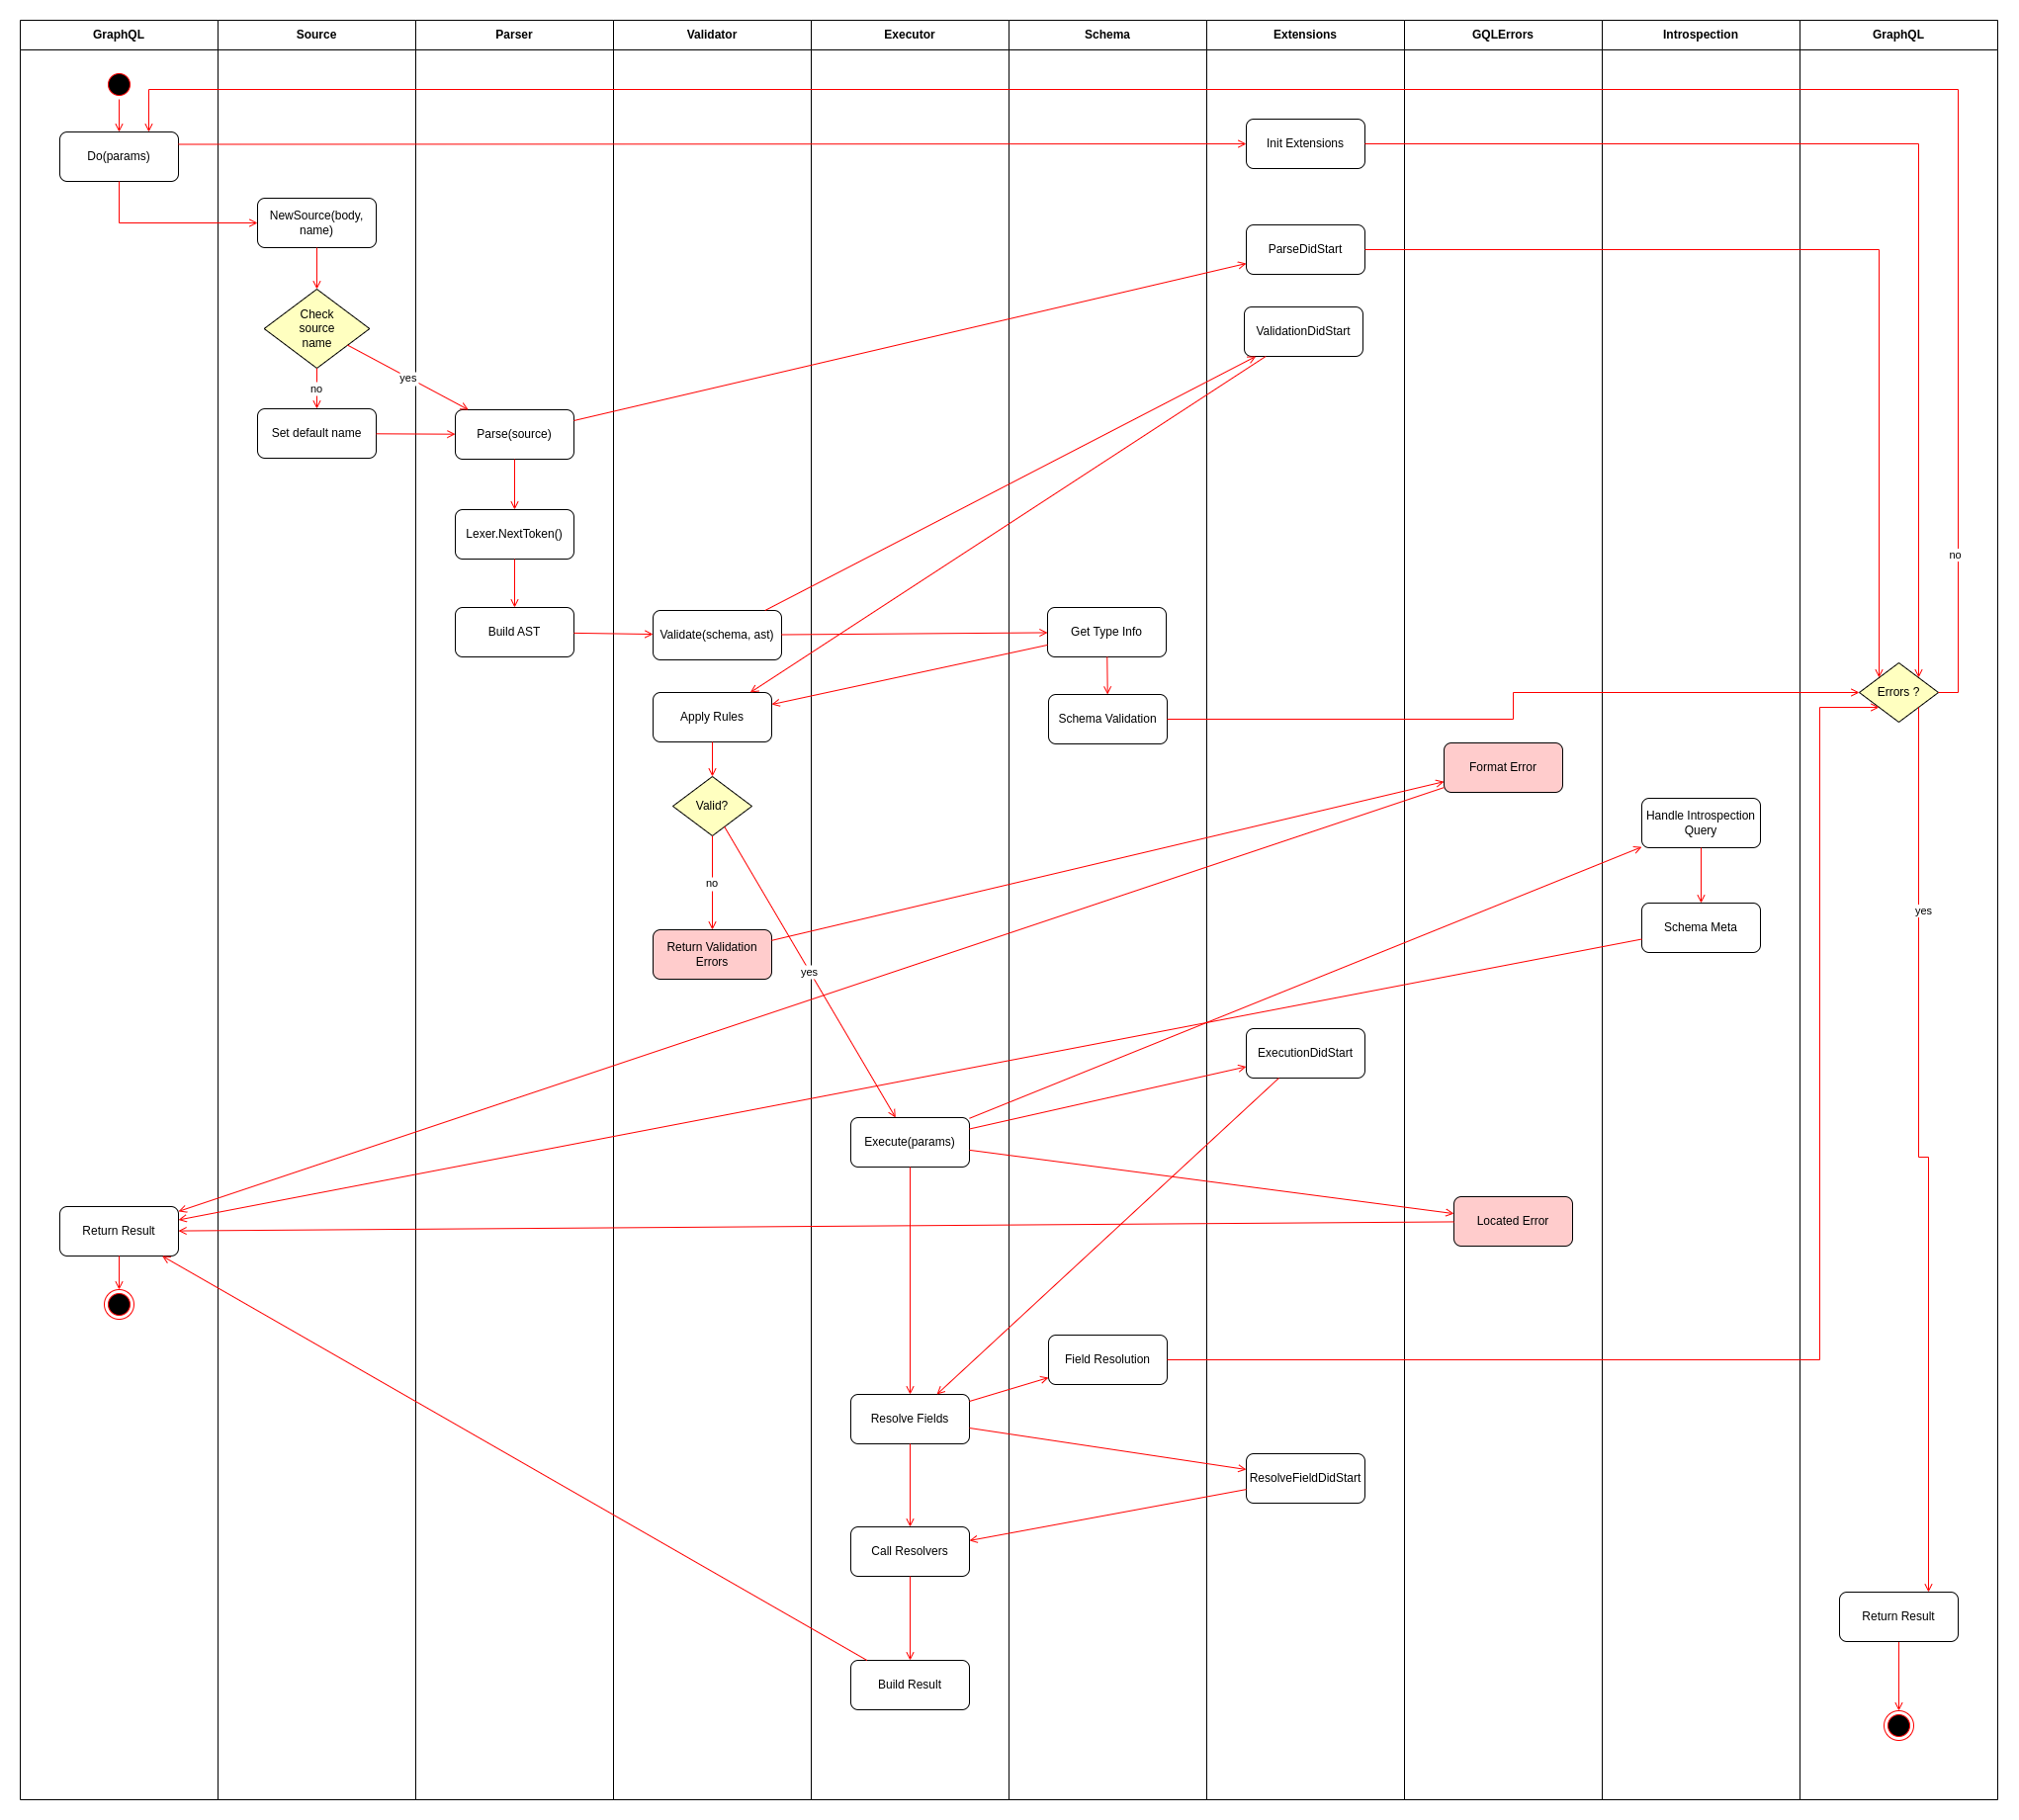 GraphQL
Source
Parser
Validator
Executor
Schema
Extensions
GQLErrors
Introspection
GraphQL
Do(params)
Init Extensions
NewSource(body,
name)
ParseDidStart
Check
source
name
ValidationDidStart
yes
no
Set default name
Parse(source)
Lexer.NextToken()
no
Build AST
Validate(schema, ast)
Get Type Info
Errors ?
Apply Rules
Schema Validation
Format Error
Valid?
Handle Introspection
Query
no
yes
Schema Meta
Return Validation
Errors
yes
ExecutionDidStart
Execute(params)
Return Result
Located Error
Field Resolution
Resolve Fields
ResolveFieldDidStart
Call Resolvers
Return Result
Build Result